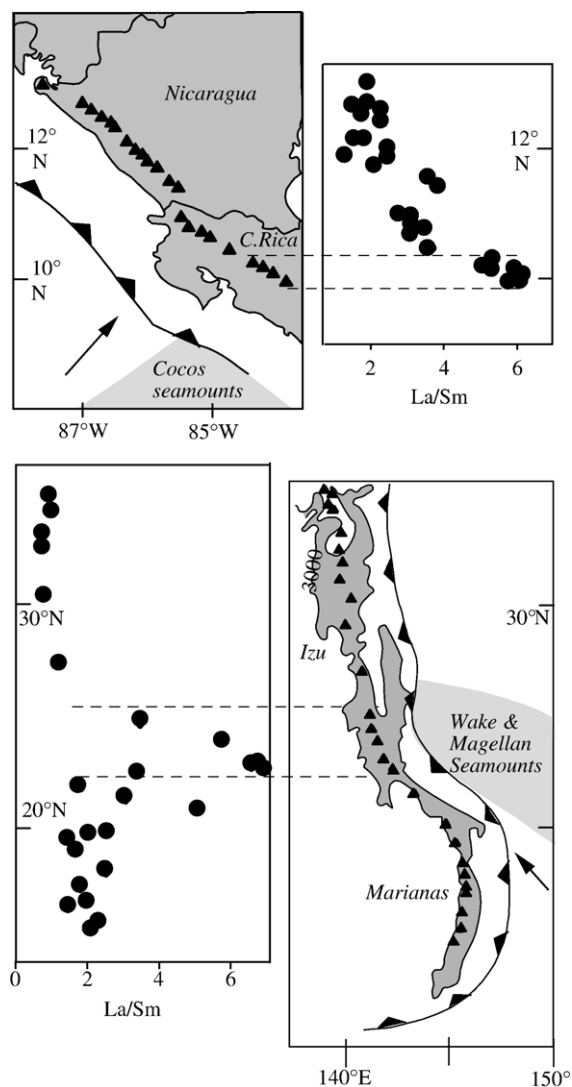 Nicaragua
12°
N
C.Rica
10°
N
Cocos
seamounts
87°W
85°W
12°
N
10°
N
2
4
6
La/Sm
30°N
20°N
0
2
4
6
La/Sm
3000
Izu
30°N
Wake &
Magellan
Seamounts
Marianas
140°E
150°